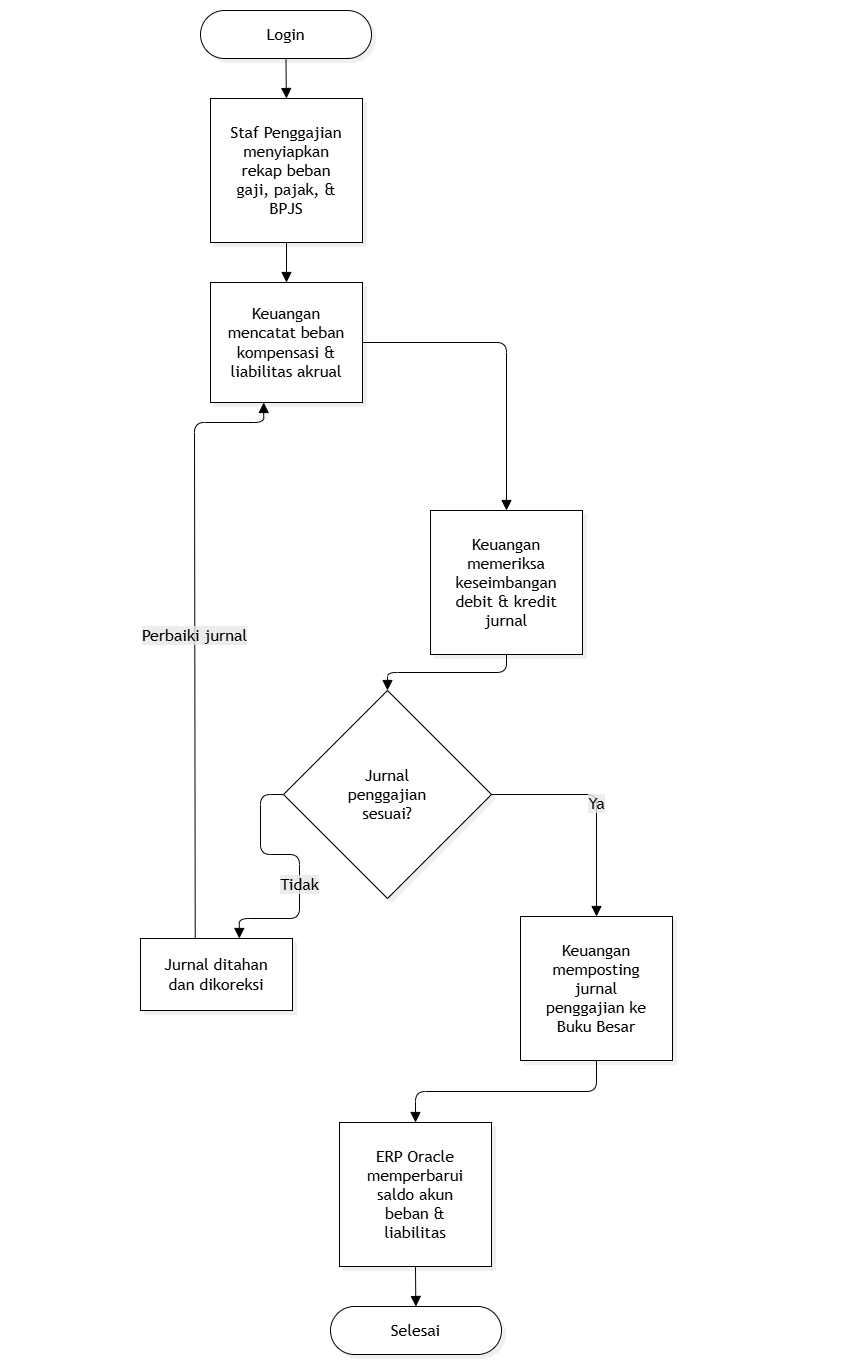 Login
Staf Penggajian
menyiapkan
rekap beban
gaji, pajak, &
BPJS
Keuangan
mencatat beban
kompensasi &
liabilitas akrual
Keuangan
memeriksa
keseimbangan
debit & kredit
jurnal
Perbaiki jurnal
Jurnal
penggajian
sesuai?
Ya
Tidak
Jurnal ditahan
dan dikoreksi
Keuangan
memposting
jurnal
penggajian ke
Buku Besar
ERP Oracle
memperbarui
saldo akun
beban &
liabilitas
Selesai